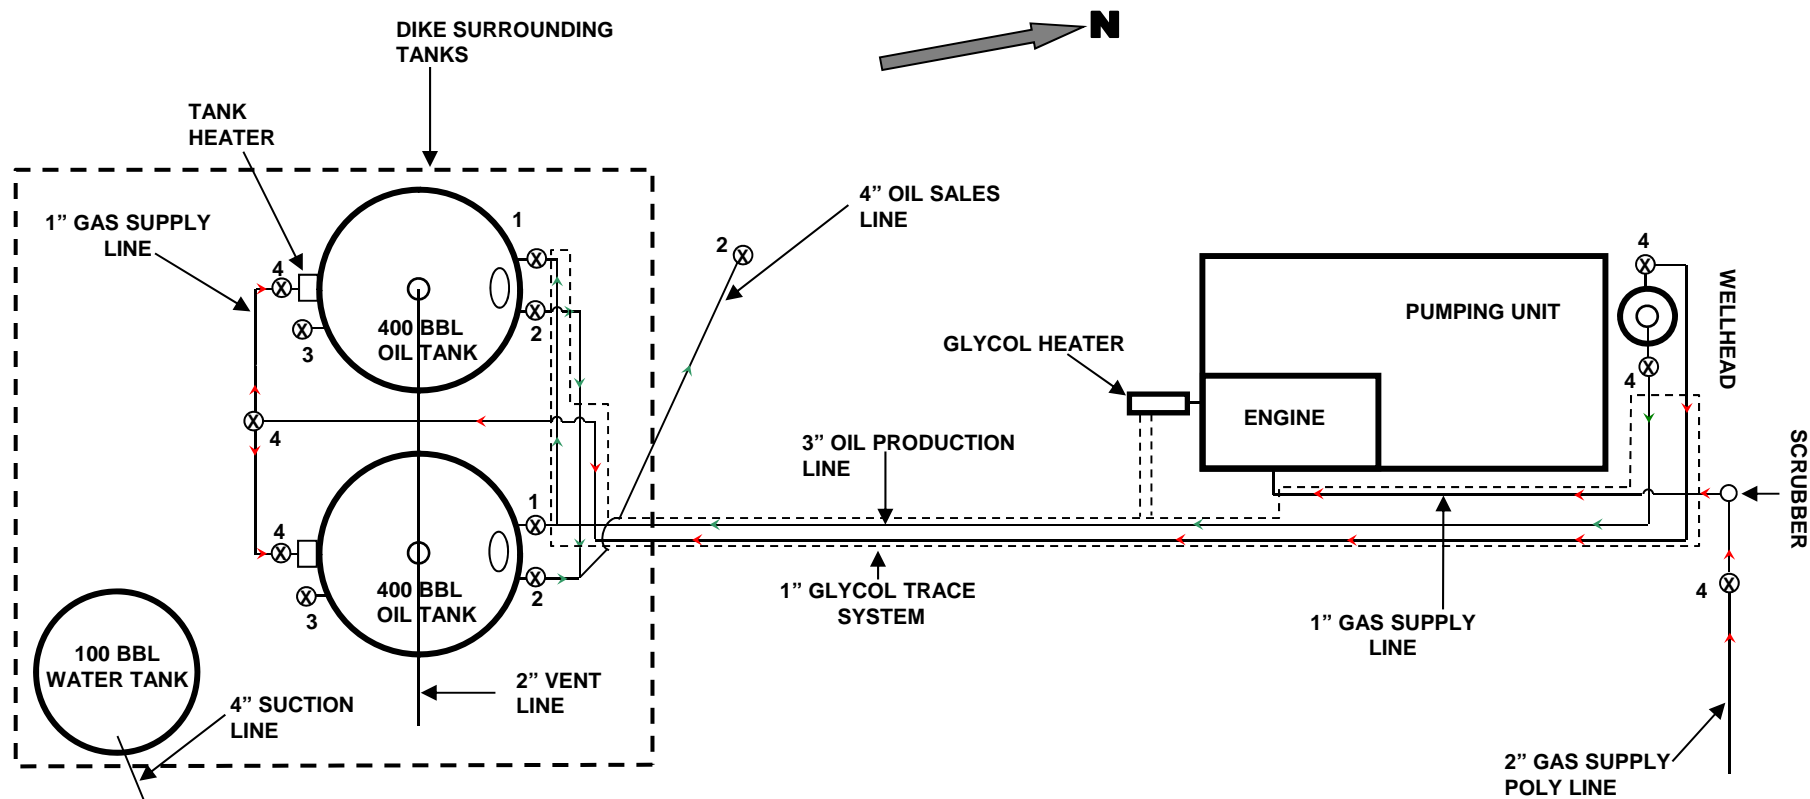 DIKE SURROUNDING
TANKS
N
TANK
HEATER
1” GAS SUPPLY
LINE
4” OIL SALES
LINE
1
2
4
4
3
2
400 BBL
OIL TANK
PUMPING UNIT
WELLHEAD
GLYCOL HEATER
4
ENGINE
4
3” OIL PRODUCTION
LINE
SCRUBBER
1
4
2
3
400 BBL
OIL TANK
1” GLYCOL TRACE
SYSTEM
4
1” GAS SUPPLY
LINE
100 BBL
WATER TANK
2” VENT
LINE
4” SUCTION
LINE
2” GAS SUPPLY
POLY LINE
X
X
X
X
X
X
X
X
X
X
X
X
X